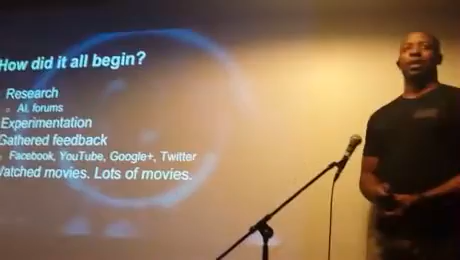 How did it all begin?
Research
A.I. forums
Experimentation
Gathered feedback
Facebook, YouTube, Google+, Twitter
Watched movies. Lots of movies.